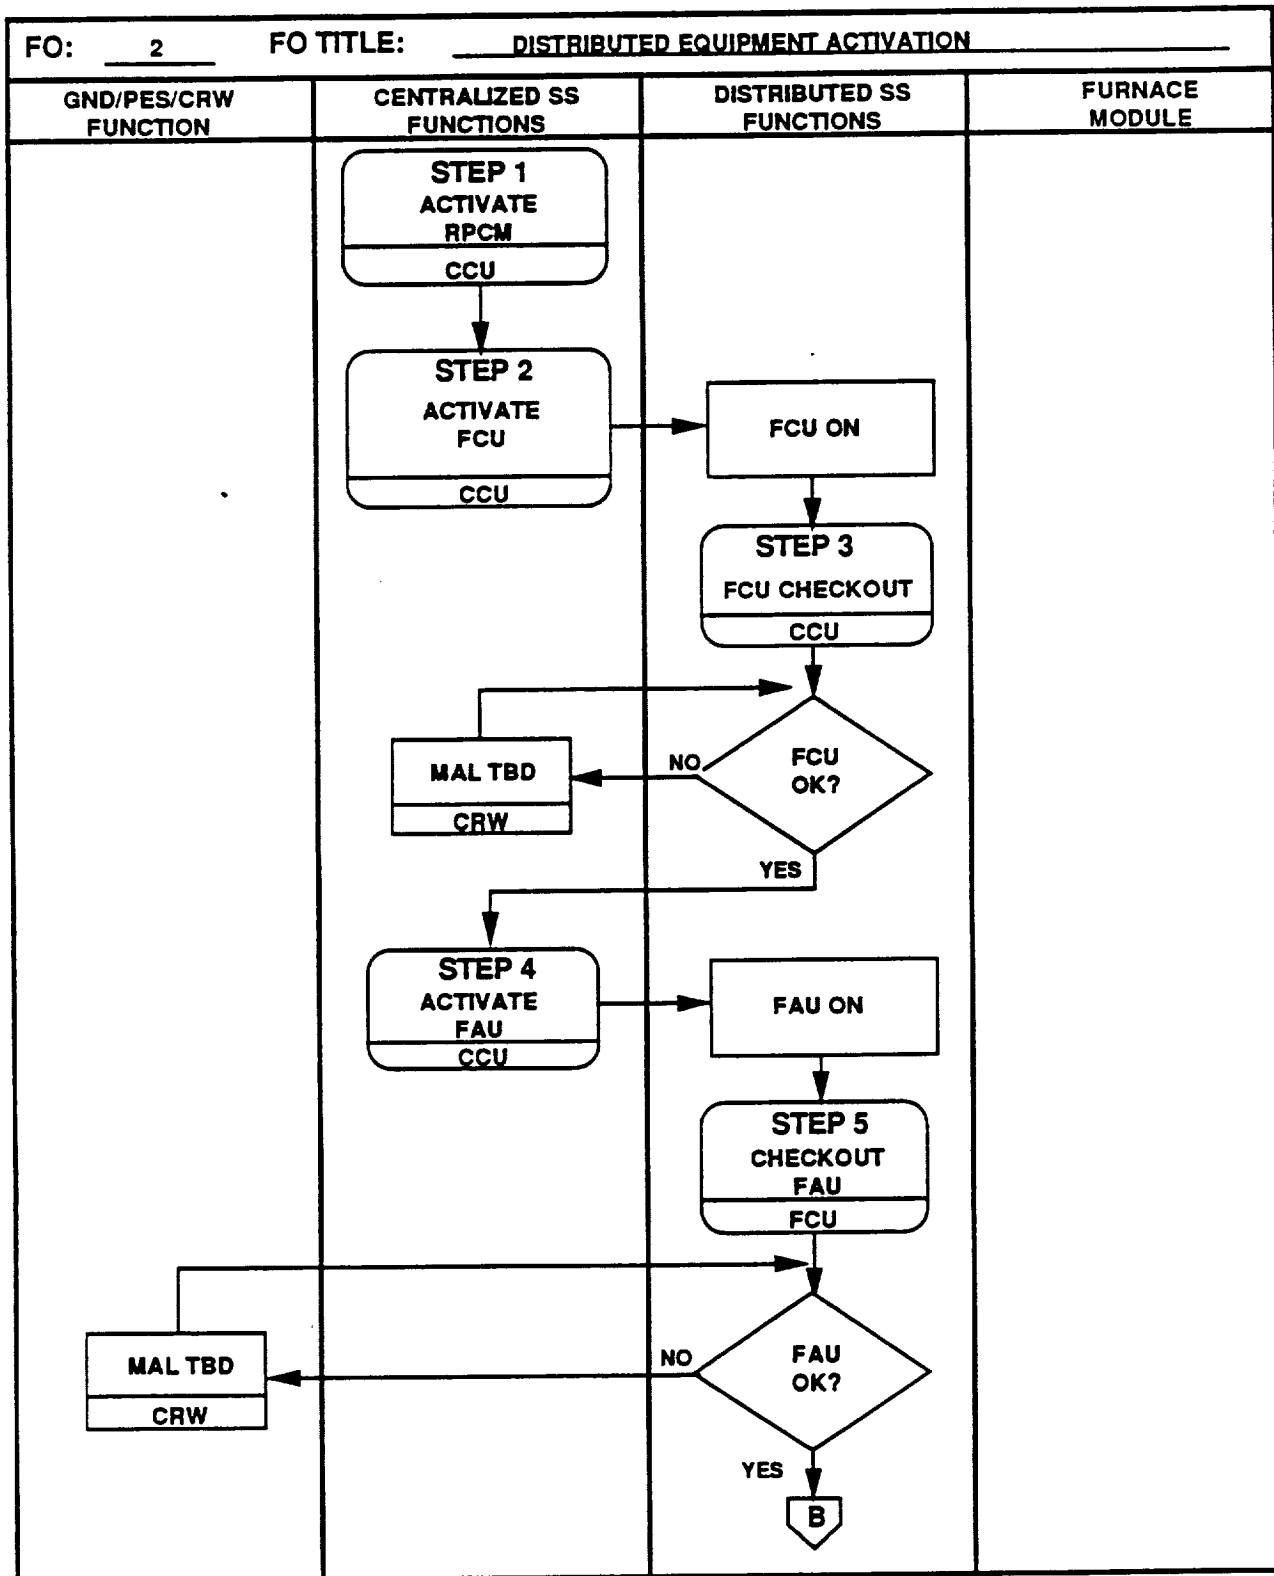 FO: 2 FO TITLE: DISTRIBUTED EQUIPMENT ACTIVATION
GND/PES/CRW
FUNCTION
CENTRALIZED SS
FUNCTIONS
DISTRIBUTED SS
FUNCTIONS
FURNACE
MODULE
STEP 1
ACTIVATE
RPCM
CCU
STEP 2
ACTIVATE
FCU
CCU
FCU ON
STEP 3
FCU CHECKOUT
CCU
FCU
OK?
NO
MAL TBD
CRW
YES
STEP 4
ACTIVATE
FAU
CCU
FAU ON
STEP 5
CHECKOUT
FAU
FCU
FAU
OK?
NO
MAL TBD
CRW
YES
B